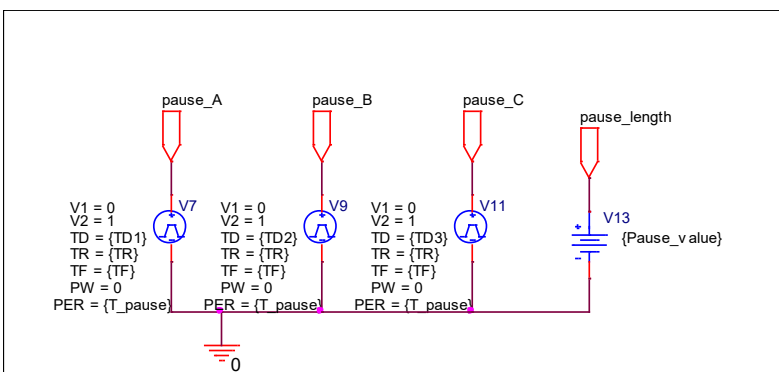 pause_A
pause_B
pause_C
pause_length
V7
V1 = 0
V2 = 1
TD = {TD1}
TR = {TR}
TF = {TF}
PW = 0
PER = {T_pause}
V9
V1 = 0
V2 = 1
TD = {TD2}
TR = {TR}
TF = {TF}
PW = 0
PER = {T_pause}
V11
V1 = 0
V2 = 1
TD = {TD3}
TR = {TR}
TF = {TF}
PW = 0
PER = {T_pause}
V13
{Pause_v alue}
0